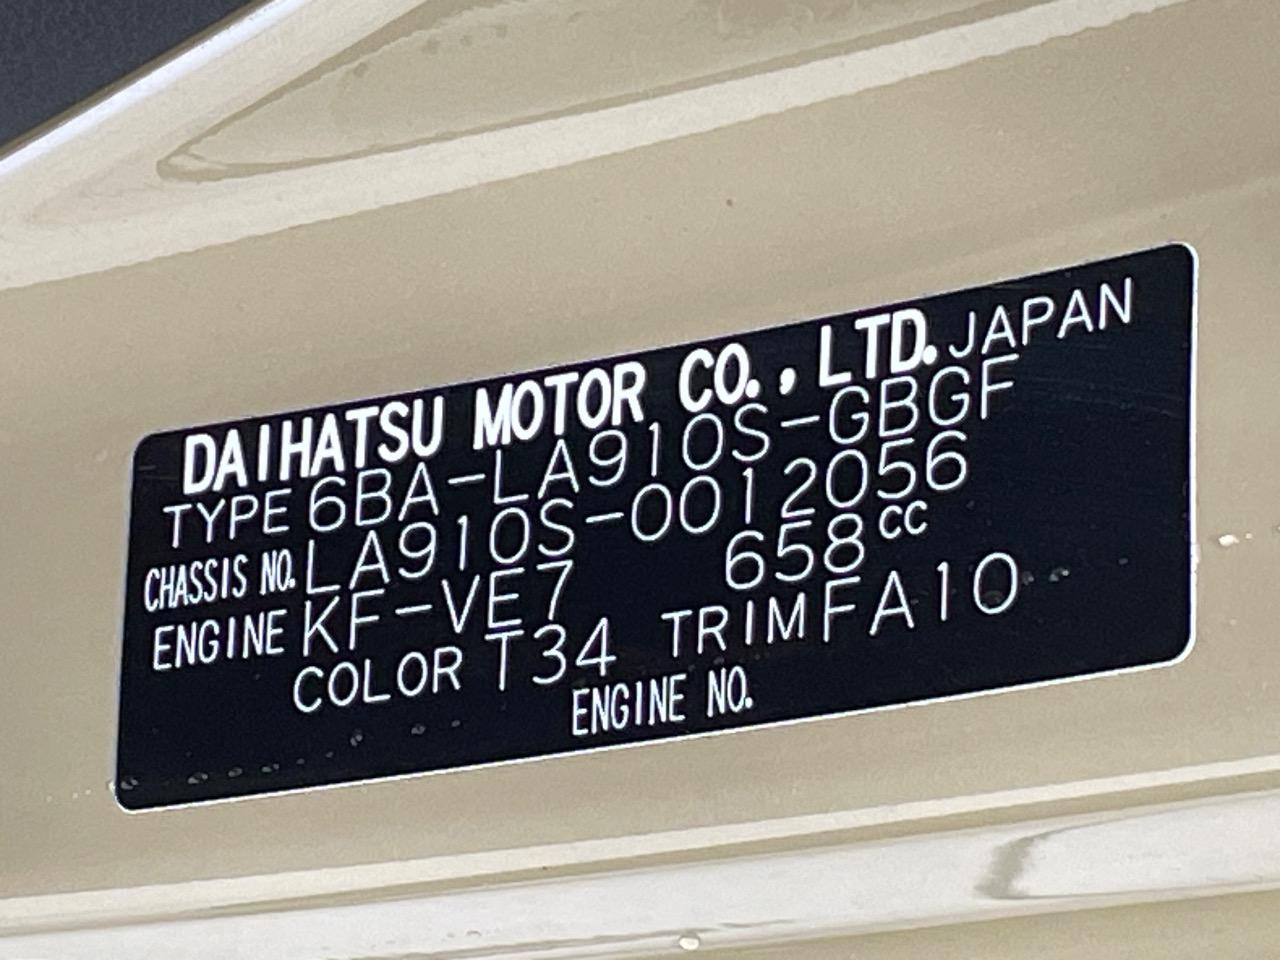 DAIHATSU MOTOR CO., LTD. JAPAN
TYPE 6BA-LA910S-GBGF
CHASSIS NO. LA910S-0012056
ENGINE KF-VE7 658cc
COLOR T34 TRIM FA10
ENGINE NO.